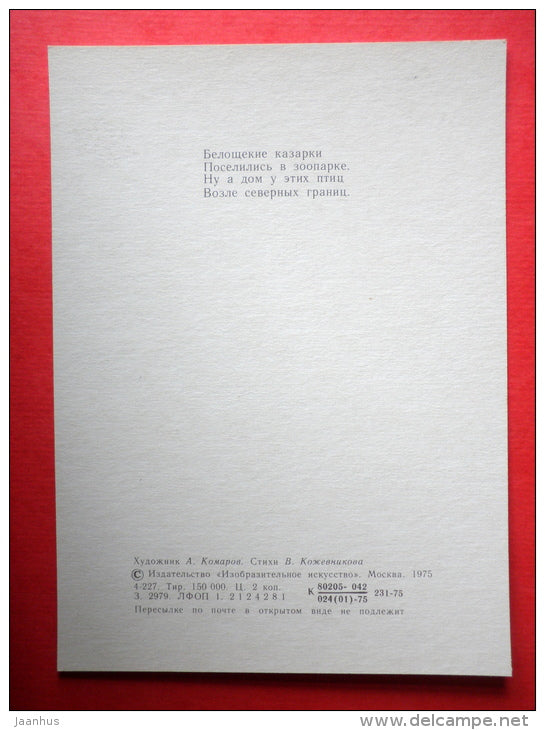 Белощекие казарки
Поселились в зоопарке.
Ну а дом у этих птиц
Возле северных границ.
Художник А. Комаров. Стихи В. Кожевникова
© Издательство «Изобразительное искусство». Москва. 1975
4-227. Тир. 150 000. Ц. 2 коп.
З. 2979. ЛФОП 1. 2124281
К 80205-042 231-75
024(01)-75
Пересылке по почте в открытом виде не подлежит
jaanhus
www.delcampe.net